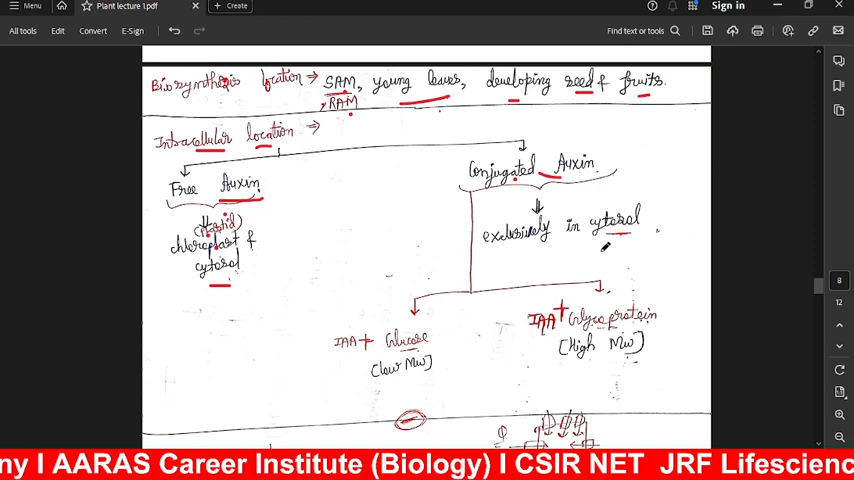 Menu
Plant lecture 1.pdf
×
+ Create
Sign in
All tools Edit Convert E-Sign
Find text or tools
Biosynthesis location ⇒ SAM, young leaves, developing seed & fruits.
, RAM
Intracellular location ⇒
Free Auxin
Conjugated Auxin
(Plastid)
chloroplast &
cytosol
exclusively in cytosol
IAA + Glucose
[Low Mw]
IAA + Glycoprotein
[High Mw]
8
12
ny I AARAS Career Institute (Biology) I CSIR NET JRF Lifescienc